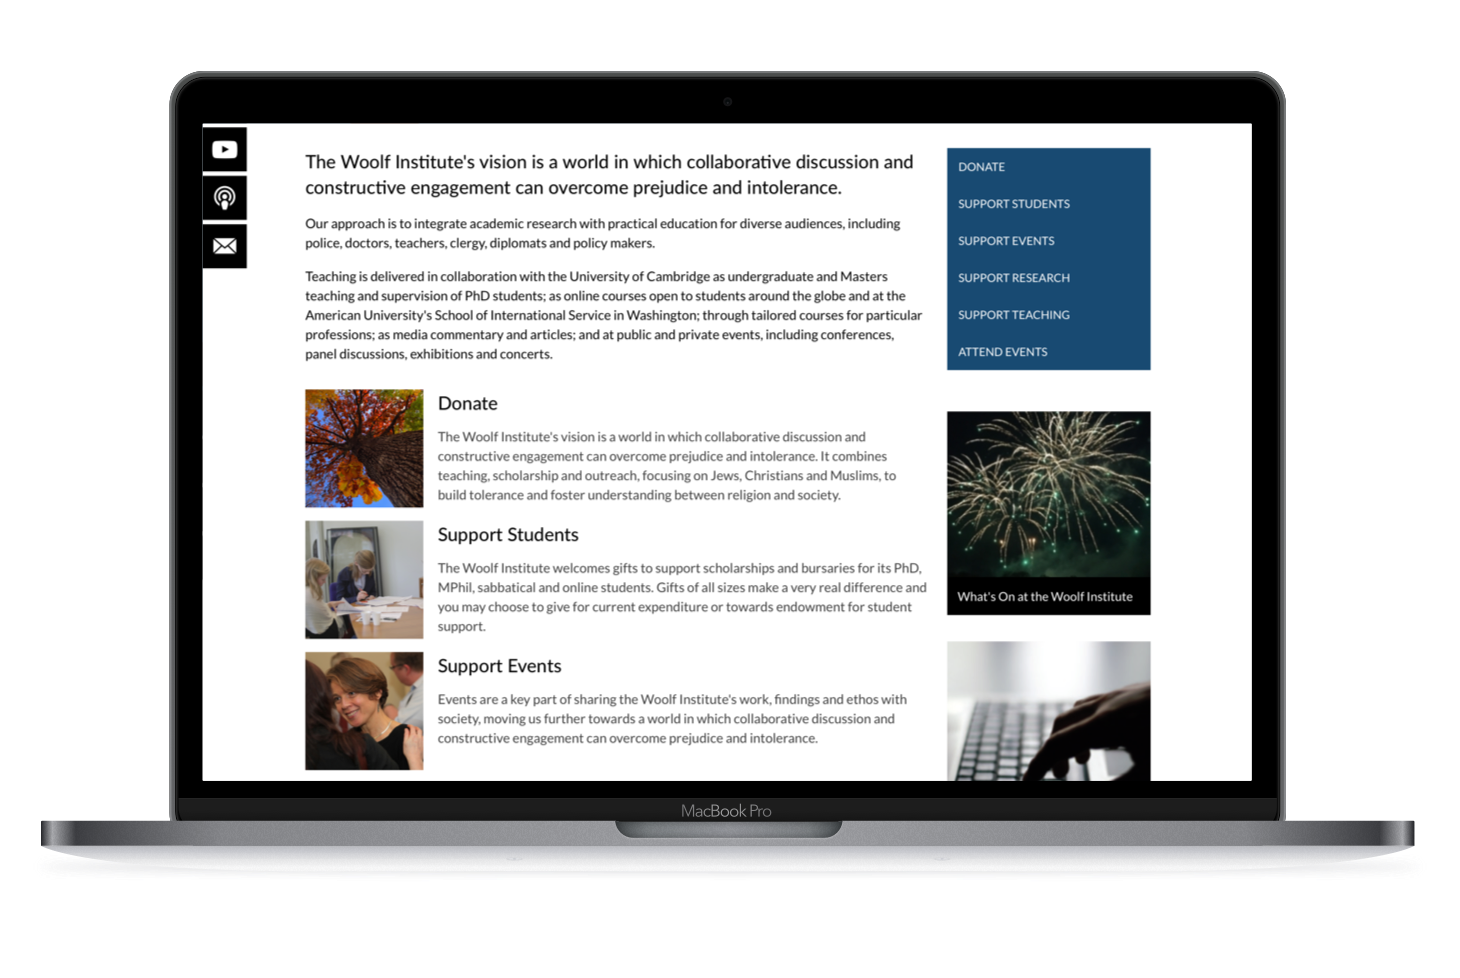 The Woolf Institute's vision is a world in which collaborative discussion and
constructive engagement can overcome prejudice and intolerance.
Our approach is to integrate academic research with practical education for diverse audiences, including
police, doctors, teachers, clergy, diplomats and policy makers.
Teaching is delivered in collaboration with the University of Cambridge as undergraduate and Masters
teaching and supervision of PhD students; as online courses open to students around the globe and at the
American University's School of International Service in Washington; through tailored courses for particular
professions; as media commentary and articles; and at public and private events, including conferences,
panel discussions, exhibitions and concerts.
Donate
The Woolf Institute's vision is a world in which collaborative discussion and
constructive engagement can overcome prejudice and intolerance. It combines
teaching, scholarship and outreach, focusing on Jews, Christians and Muslims, to
build tolerance and foster understanding between religion and society.
Support Students
The Woolf Institute welcomes gifts to support scholarships and bursaries for its PhD,
MPhil, sabbatical and online students. Gifts of all sizes make a very real difference and
you may choose to give for current expenditure or towards endowment for student
support.
Support Events
Events are a key part of sharing the Woolf Institute's work, findings and ethos with
society, moving us further towards a world in which collaborative discussion and
constructive engagement can overcome prejudice and intolerance.
DONATE
SUPPORT STUDENTS
SUPPORT EVENTS
SUPPORT RESEARCH
SUPPORT TEACHING
ATTEND EVENTS
What's On at the Woolf Institute
MacBook Pro